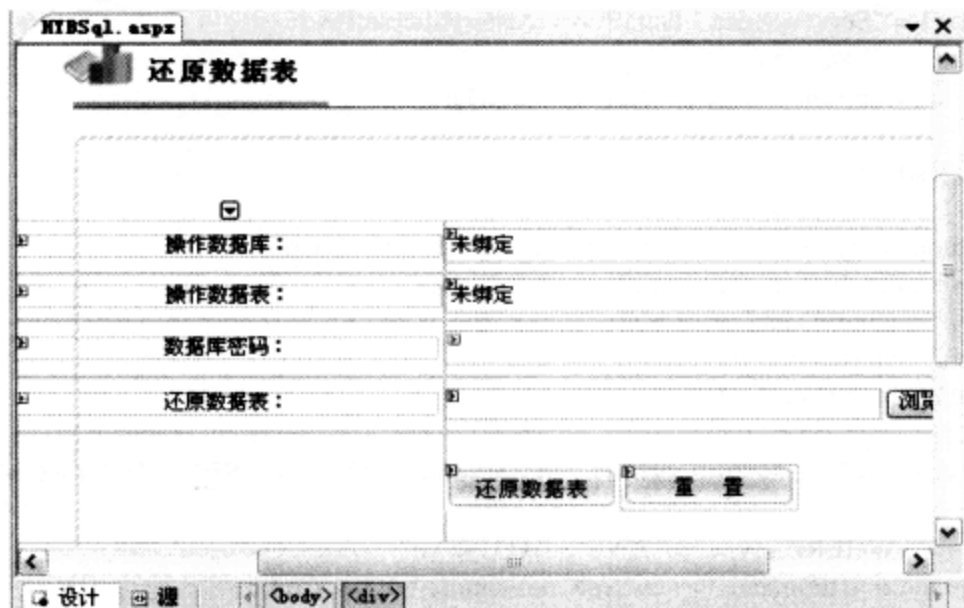 HYBSql.aspx
还原数据表
操作数据库：
未绑定
操作数据表：
未绑定
数据库密码：
还原数据表：
浏览
还原数据表 重 置
设计 源 <body> <div>